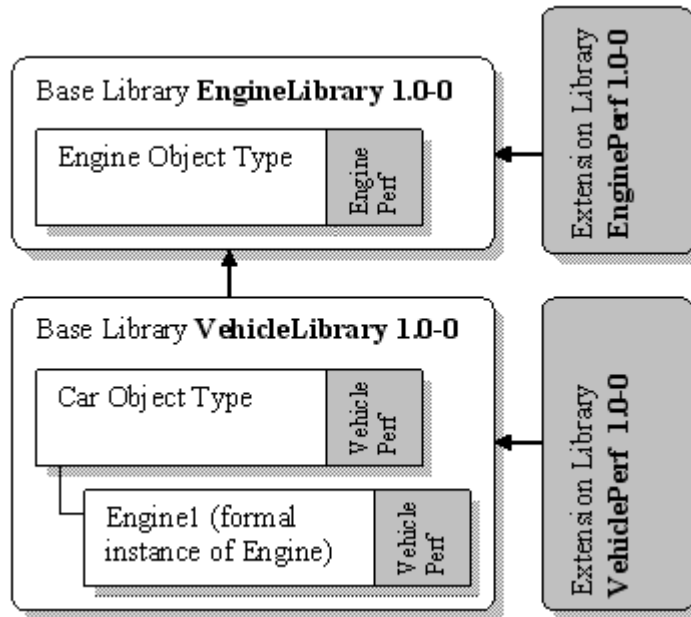 Base Library EngineLibrary 1.0-0
Engine Object Type
Engine
Perf
Extension Library
EnginePerf 1.0-0
Base Library VehicleLibrary 1.0-0
Car Object Type
Vehicle
Perf
Engine1 (formal
instance of Engine)
Vehicle
Perf
Extension Library
VehiclePerf 1.0-0